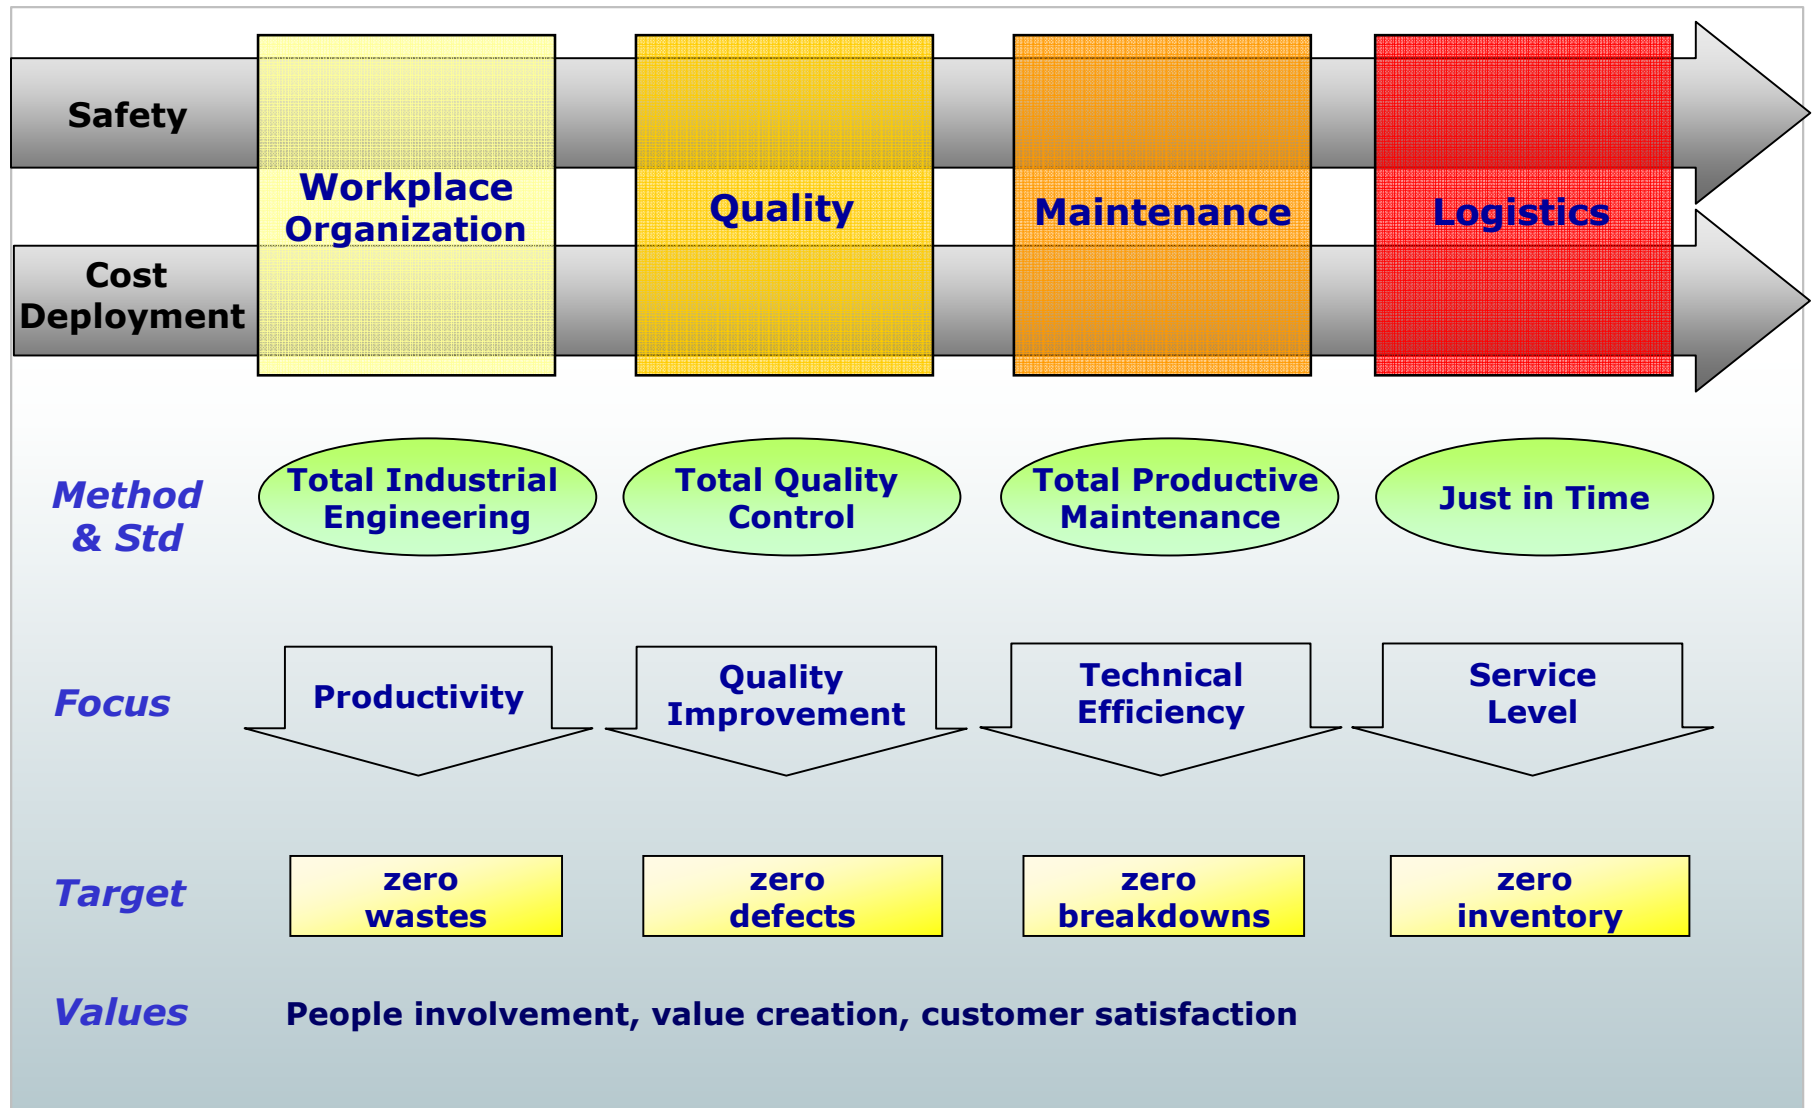 Safety
Workplace
Organization
Quality
Maintenance
Logistics
Cost
Deployment
Method
& Std
Total Industrial
Engineering
Total Quality
Control
Total Productive
Maintenance
Just in Time
Focus
Productivity
Quality
Improvement
Technical
Efficiency
Service
Level
Target
zero
wastes
zero
defects
zero
breakdowns
zero
inventory
Values
People involvement, value creation, customer satisfaction